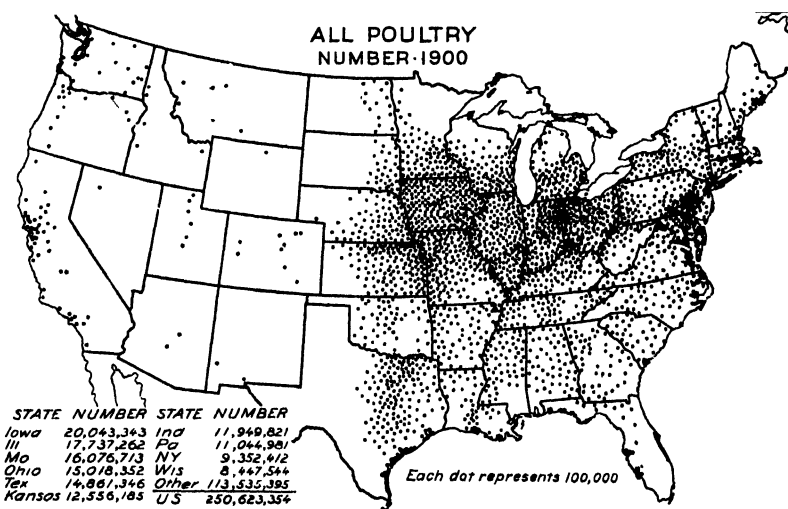 ALL POULTRY
NUMBER·1900
STATE NUMBER STATE NUMBER
Iowa 20,043,343 Ind 11,949,821
Ill 17,737,262 Pa 11,044,981
Mo 16,076,713 NY 9,352,412
Ohio 15,018,352 Wis 8,447,544
Tex 14,861,346 Other 113,535,395
Kansas 12,556,185 US 250,623,354
Each dot represents 100,000